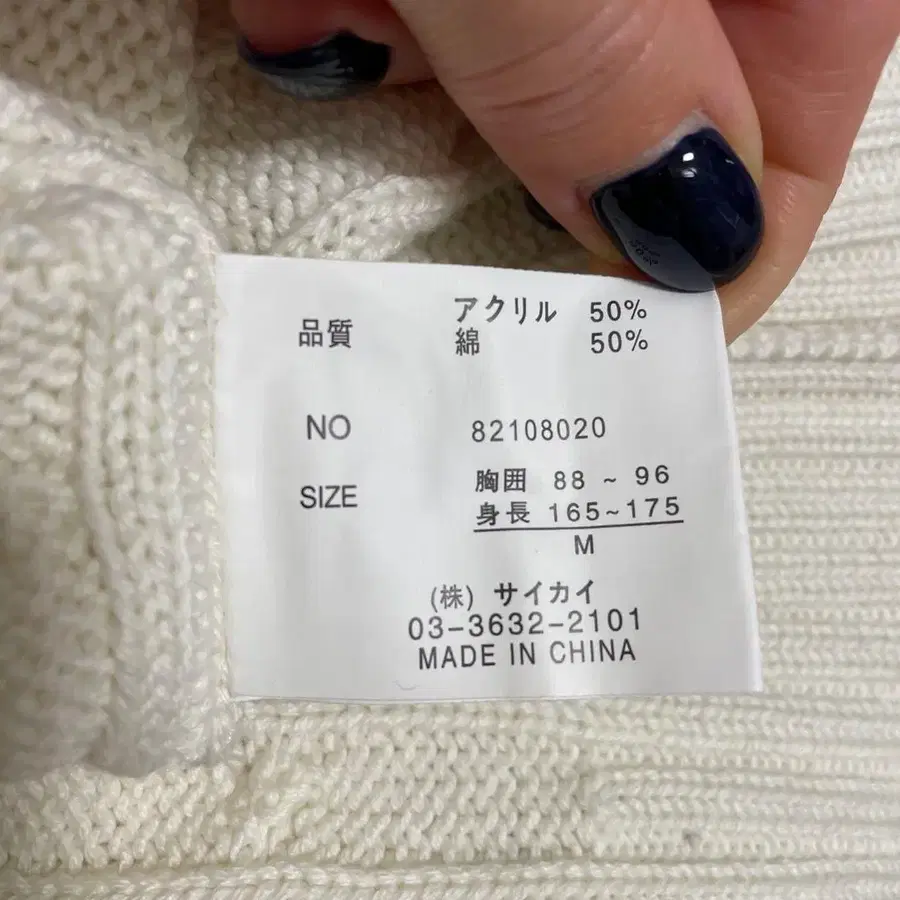 品質 アクリル 50%
綿 50%
NO 82108020
SIZE 胸囲 88 ~ 96
身長 165~175
M
(株) サイカイ
03-3632-2101
MADE IN CHINA